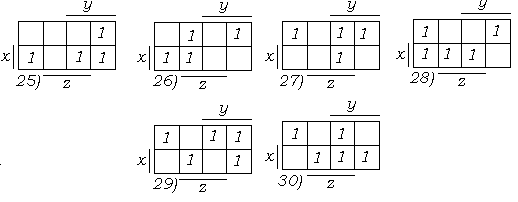 y y y y
1 1 1 1 1 1 1 1
x 1 1 1 x 1 1 x 1 x 1 1 1
25) z 26) z 27) z 28) z
y y
1 1 1 1 1
x 1 1 x 1 1 1
29) z 30) z